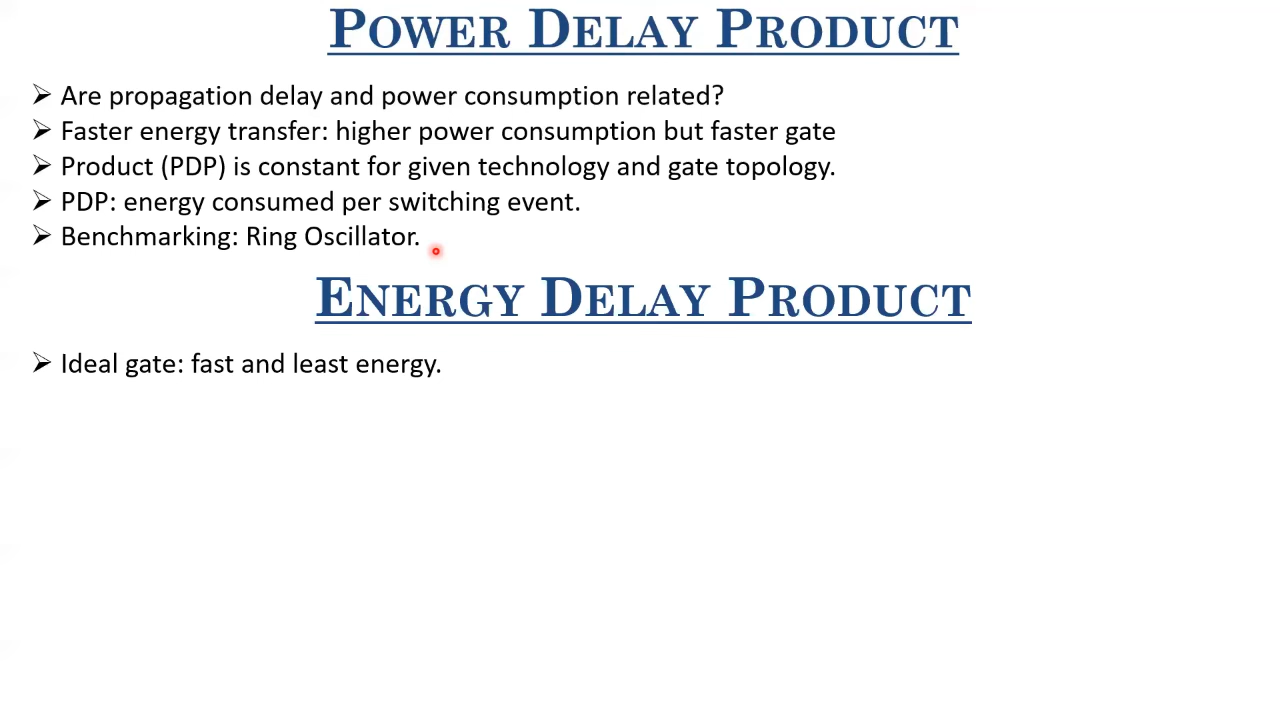 POWER DELAY PRODUCT
➢ Are propagation delay and power consumption related?
➢ Faster energy transfer: higher power consumption but faster gate
➢ Product (PDP) is constant for given technology and gate topology.
➢ PDP: energy consumed per switching event.
➢ Benchmarking: Ring Oscillator.
ENERGY DELAY PRODUCT
➢ Ideal gate: fast and least energy.